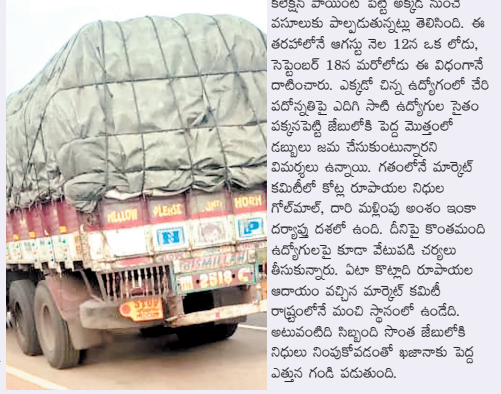 కలెక్షన్ పాయింట్ పెట్టి అక్కడ నుంచే
వసూలుకు పాల్పడుతున్నట్లు తెలిసింది. ఈ
తరహాలోనే ఆగస్టు నెల 12న ఒక లోడు,
సెప్టెంబర్ 18న మరోలోడు ఈ విధంగానే
దాటించారు. ఎక్కడో చిన్న ఉద్యోగంలో చేరి
పదోన్నతిపై ఎదిగి సాటి ఉద్యోగుల సైతం
పక్కనపెట్టి జేబులోకి పెద్ద మొత్తంలో
డబ్బులు జమ చేసుకుంటున్నారని
విమర్శలు ఉన్నాయి. గతంలోనే మార్కెట్
కమిటీలో కోట్ల రూపాయల నిధుల
గోల్‌మాల్, దారి మళ్లింపు అంశం ఇంకా
దర్యాప్తు దశలో ఉంది. దీనిపై కొంతమంది
ఉద్యోగులపై కూడా వేటుపడి చర్యలు
తీసుకున్నారు. ఏటా కొట్లాది రూపాయల
ఆదాయం వచ్చిన మార్కెట్ కమిటీ
రాష్ట్రంలోనే మంచి స్థానంలో ఉండేది.
అటువంటిది సిబ్బంది సొంత జేబులోకి
నిధులు నింపుకోవడంతో ఖజానాకు పెద్ద
ఎత్తున గండి పడుతుంది.
PLEASE
HORN